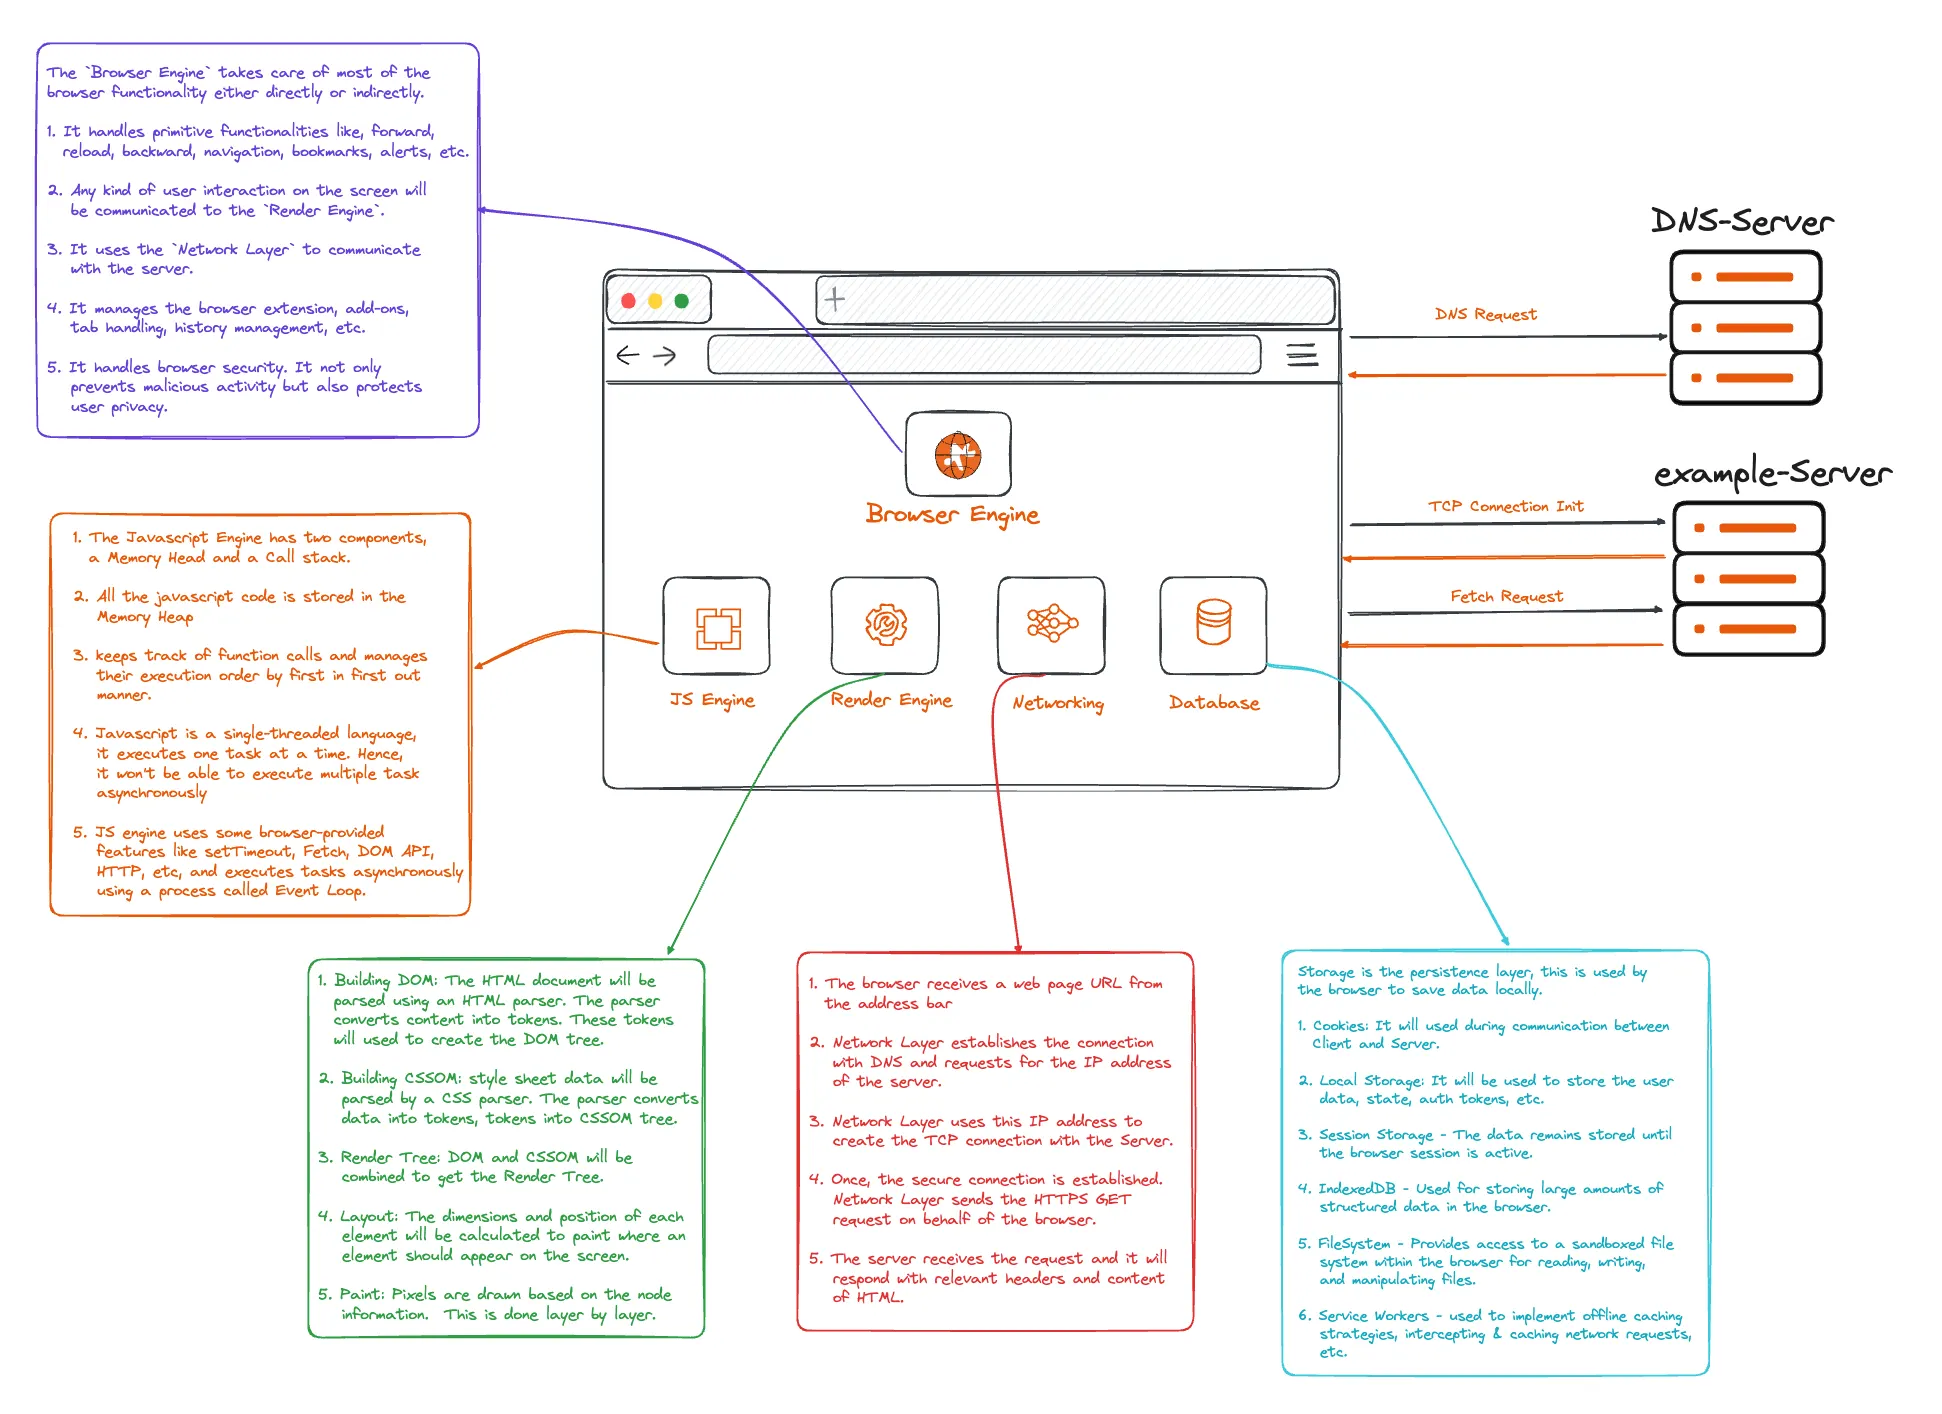 The `Browser Engine` takes care of most of the
browser functionality either directly or indirectly.
1. It handles primitive functionalities like, forward,
reload, backward, navigation, bookmarks, alerts, etc.
2. Any kind of user interaction on the screen will
be communicated to the `Render Engine`.
3. It uses the `Network Layer` to communicate
with the server.
4. It manages the browser extension, add-ons,
tab handling, history management, etc.
5. It handles browser security. It not only
prevents malicious activity but also protects
user privacy.
DNS-Server
DNS Request
example-Server
TCP Connection Init
Fetch Request
Browser Engine
JS Engine
Render Engine
Networking
Database
1. The Javascript Engine has two components,
a Memory Head and a Call stack.
2. All the javascript code is stored in the
Memory Heap
3. keeps track of function calls and manages
their execution order by first in first out
manner.
4. Javascript is a single-threaded language,
it executes one task at a time. Hence,
it won't be able to execute multiple task
asynchronously
5. JS engine uses some browser-provided
features like setTimeout, Fetch, DOM API,
HTTP, etc, and executes tasks asynchronously
using a process called Event Loop.
1. Building DOM: The HTML document will be
parsed using an HTML parser. The parser
converts content into tokens. These tokens
will used to create the DOM tree.
2. Building CSSOM: style sheet data will be
parsed by a CSS parser. The parser converts
data into tokens, tokens into CSSOM tree.
3. Render Tree: DOM and CSSOM will be
combined to get the Render Tree.
4. Layout: The dimensions and position of each
element will be calculated to paint where an
element should appear on the screen.
5. Paint: Pixels are drawn based on the node
information. This is done layer by layer.
1. The browser receives a web page URL from
the address bar
2. Network Layer establishes the connection
with DNS and requests for the IP address
of the server.
3. Network Layer uses this IP address to
create the TCP connection with the Server.
4. Once, the secure connection is established.
Network Layer sends the HTTPS GET
request on behalf of the browser.
5. The server receives the request and it will
respond with relevant headers and content
of HTML.
Storage is the persistence layer, this is used by
the browser to save data locally.
1. Cookies: It will used during communication between
Client and Server.
2. Local Storage: It will be used to store the user
data, state, auth tokens, etc.
3. Session Storage - The data remains stored until
the browser session is active.
4. IndexedDB - Used for storing large amounts of
structured data in the browser.
5. FileSystem - Provides access to a sandboxed file
system within the browser for reading, writing,
and manipulating files.
6. Service Workers - used to implement offline caching
strategies, intercepting & caching network requests,
etc.